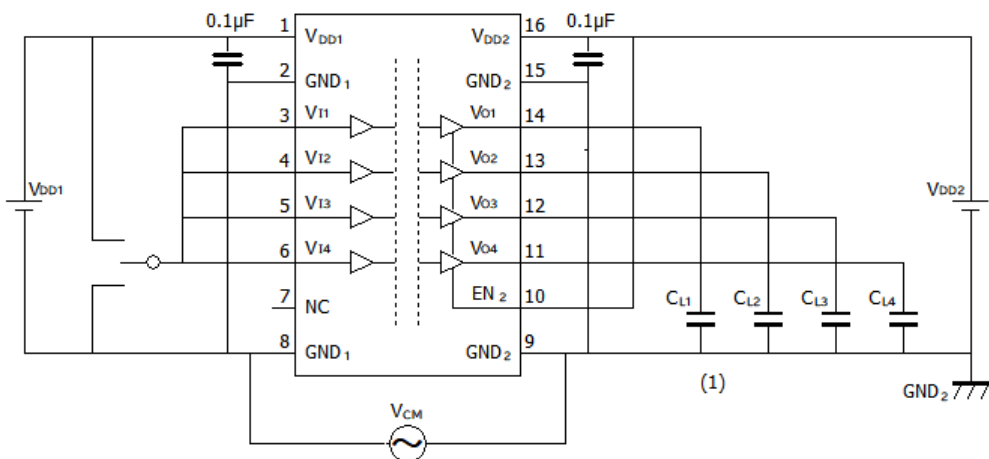 0.1µF 1 VDD1 VDD2 16 0.1µF
2 GND1 GND2 15
3 VI1 VO1 14
4 VI2 VO2 13
VDD1 VDD2
5 VI3 VO3 12
6 VI4 VO4 11
7 NC EN2 10 CL1 CL2 CL3 CL4
8 GND1 GND2 9
(1) GND2
VCM